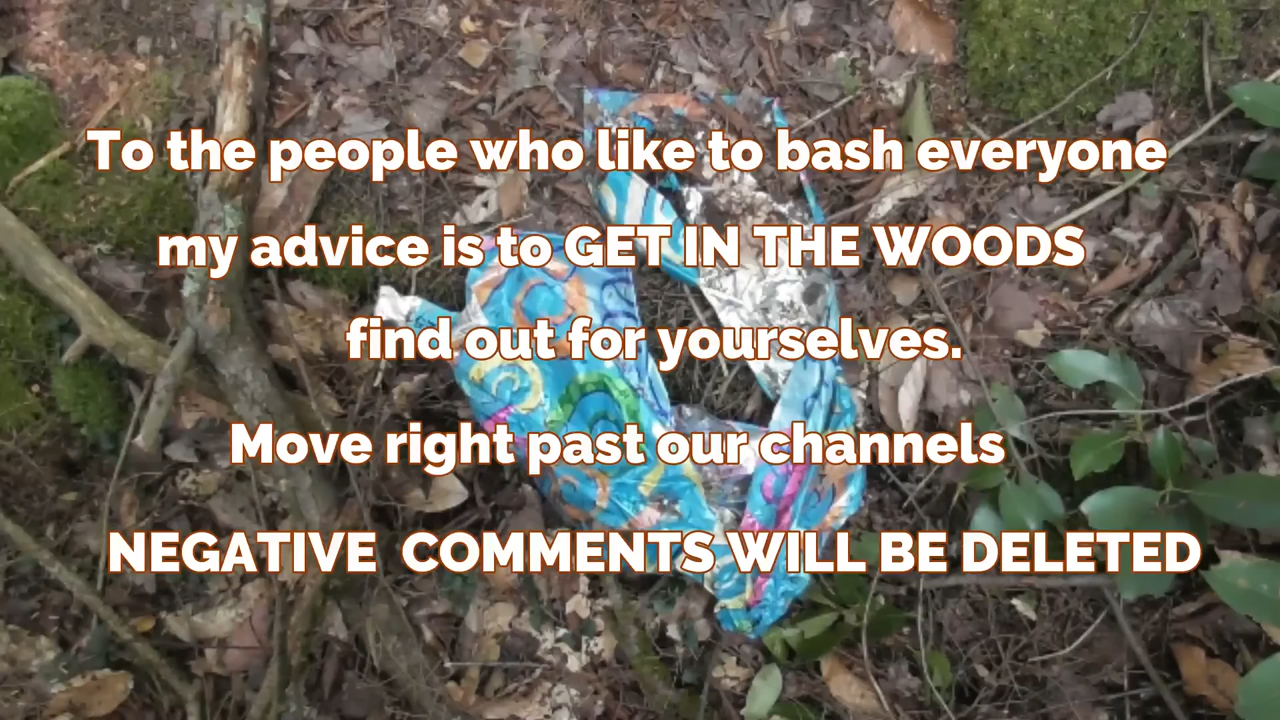 To the people who like to bash everyone
my advice is to GET IN THE WOODS
find out for yourselves.
Move right past our channels
NEGATIVE COMMENTS WILL BE DELETED